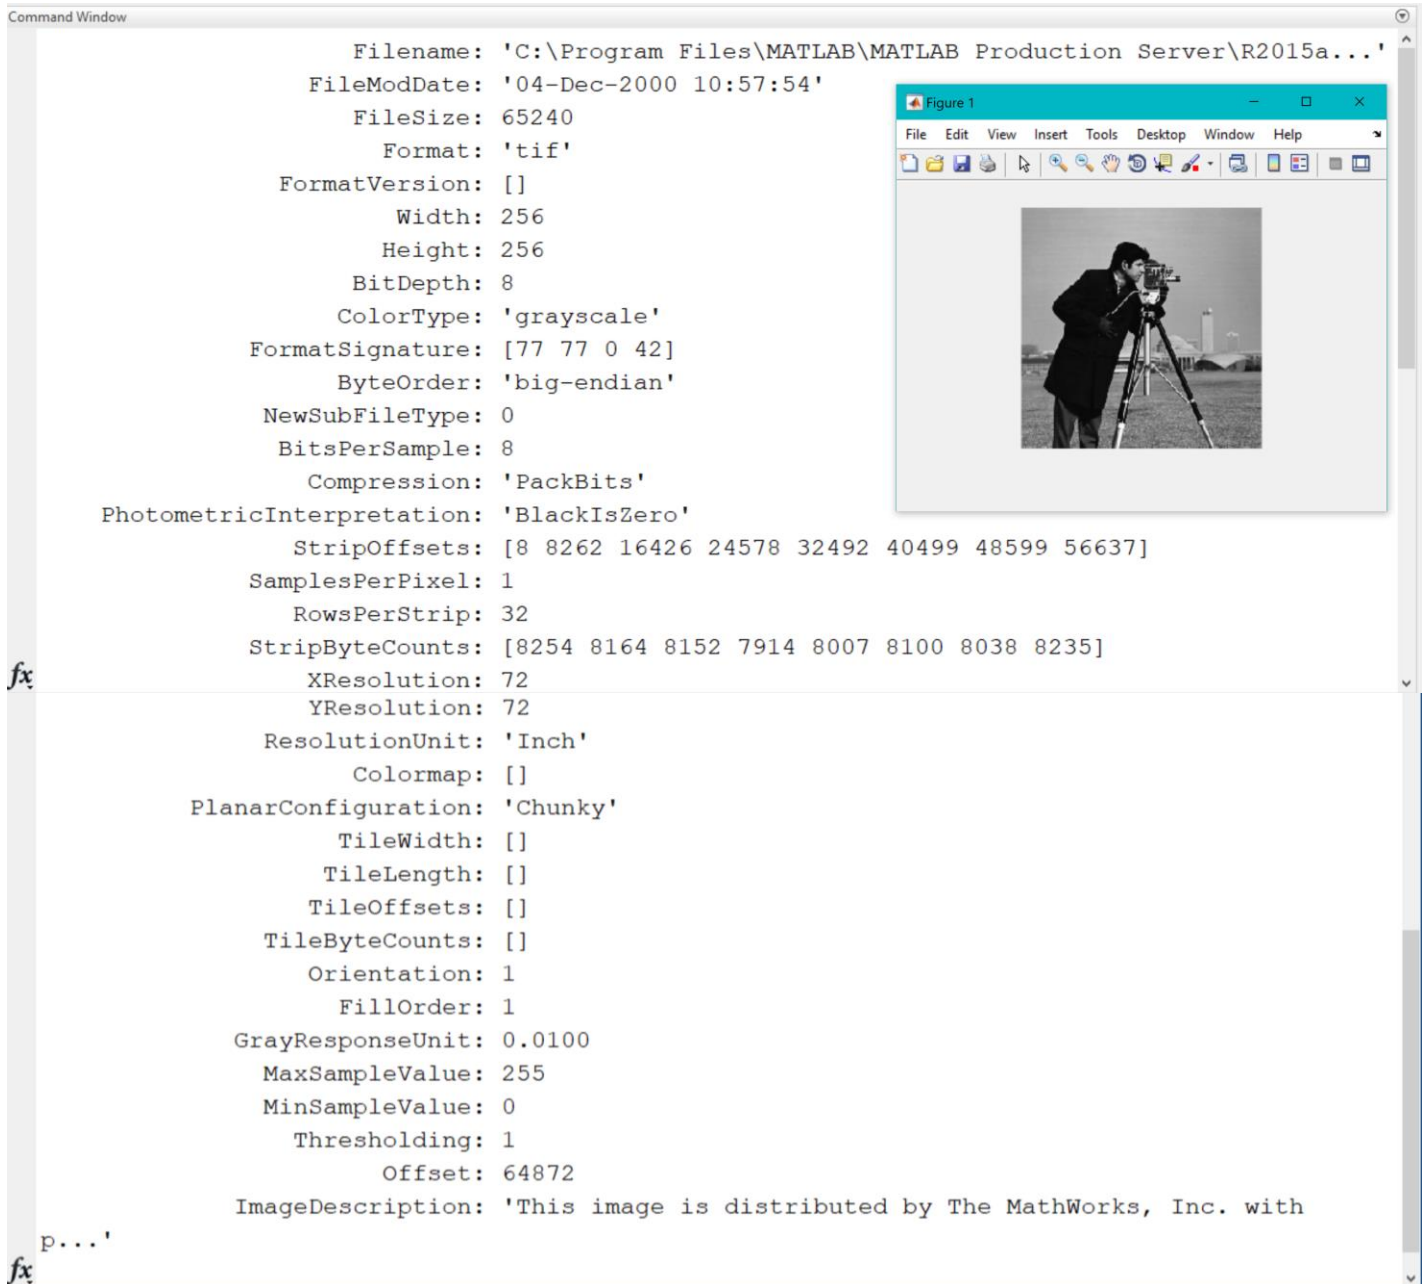 Command Window
Filename: 'C:\Program Files\MATLAB\MATLAB Production Server\R2015a...'
FileModDate: '04-Dec-2000 10:57:54'
FileSize: 65240
Format: 'tif'
FormatVersion: []
Width: 256
Height: 256
BitDepth: 8
ColorType: 'grayscale'
FormatSignature: [77 77 0 42]
ByteOrder: 'big-endian'
NewSubFileType: 0
BitsPerSample: 8
Compression: 'PackBits'
PhotometricInterpretation: 'BlackIsZero'
StripOffsets: [8 8262 16426 24578 32492 40499 48599 56637]
SamplesPerPixel: 1
RowsPerStrip: 32
StripByteCounts: [8254 8164 8152 7914 8007 8100 8038 8235]
fx
XResolution: 72
YResolution: 72
ResolutionUnit: 'Inch'
Colormap: []
PlanarConfiguration: 'Chunky'
TileWidth: []
TileLength: []
TileOffsets: []
TileByteCounts: []
Orientation: 1
FillOrder: 1
GrayResponseUnit: 0.0100
MaxSampleValue: 255
MinSampleValue: 0
Thresholding: 1
Offset: 64872
ImageDescription: 'This image is distributed by The MathWorks, Inc. with
p...'
fx
Figure 1
File Edit View Insert Tools Desktop Window Help